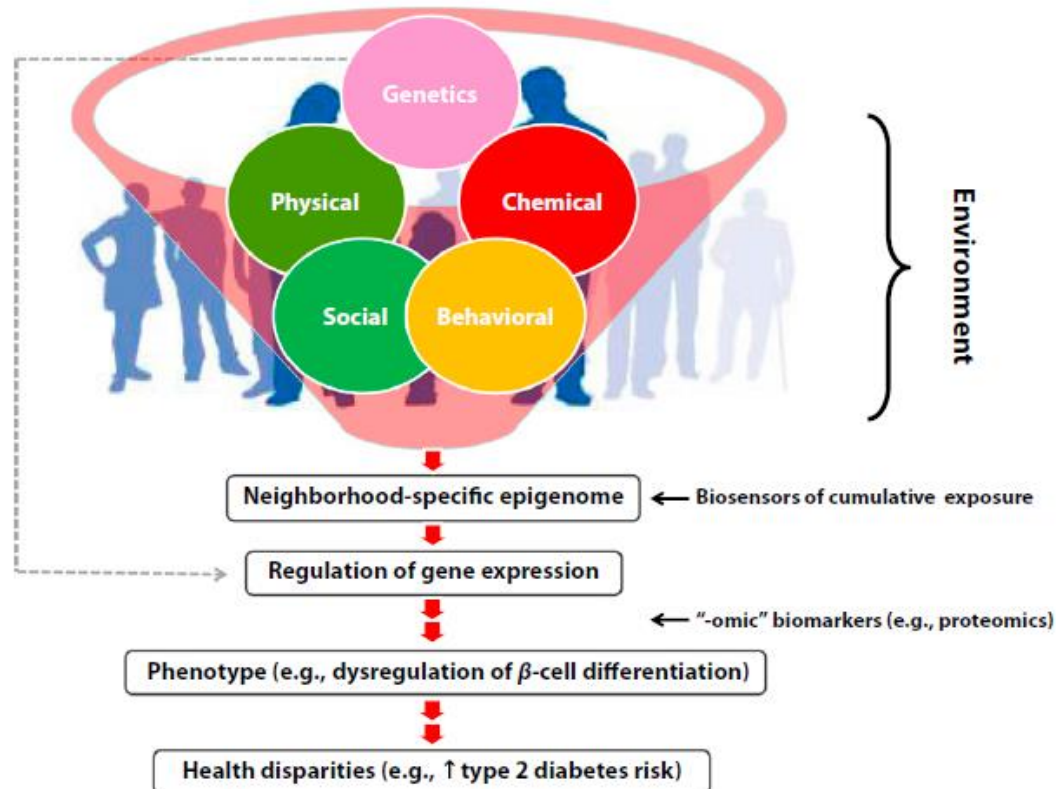 Genetics
Physical
Chemical
Social
Behavioral
Environment
Neighborhood-specific epigenome
Biosensors of cumulative exposure
Regulation of gene expression
“-omic” biomarkers (e.g., proteomics)
Phenotype (e.g., dysregulation of β-cell differentiation)
Health disparities (e.g., ↑ type 2 diabetes risk)